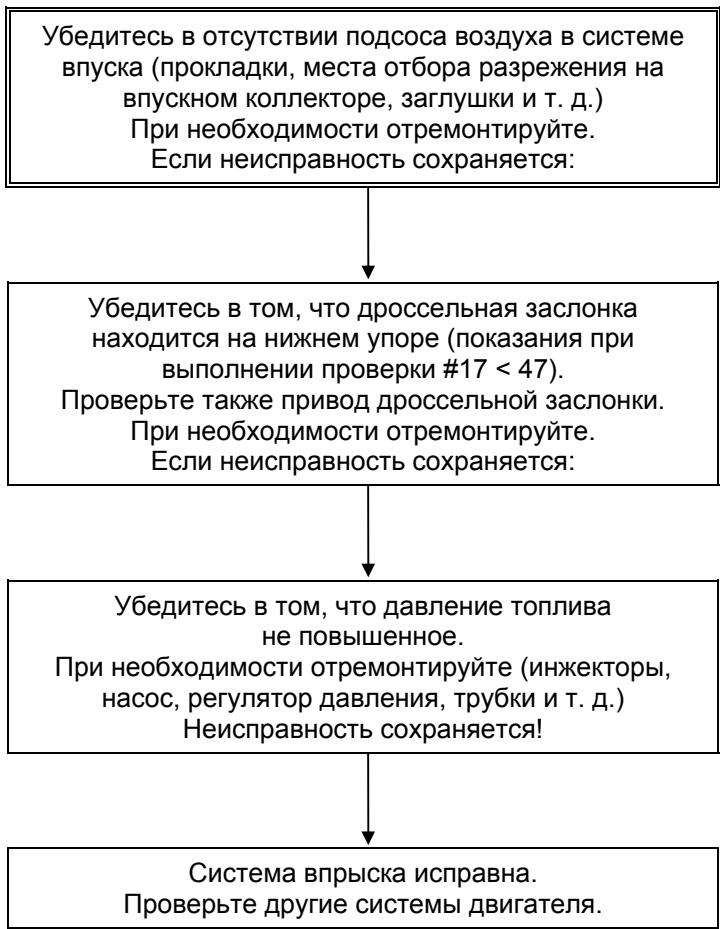 Убедитесь в отсутствии подсоса воздуха в системе
впуска (прокладки, места отбора разрежения на
впускном коллекторе, заглушки и т. д.)
При необходимости отремонтируйте.
Если неисправность сохраняется:
Убедитесь в том, что дроссельная заслонка
находится на нижнем упоре (показания при
выполнении проверки #17 < 47).
Проверьте также привод дроссельной заслонки.
При необходимости отремонтируйте.
Если неисправность сохраняется:
Убедитесь в том, что давление топлива
не повышенное.
При необходимости отремонтируйте (инжекторы,
насос, регулятор давления, трубки и т. д.)
Неисправность сохраняется!
Система впрыска исправна.
Проверьте другие системы двигателя.